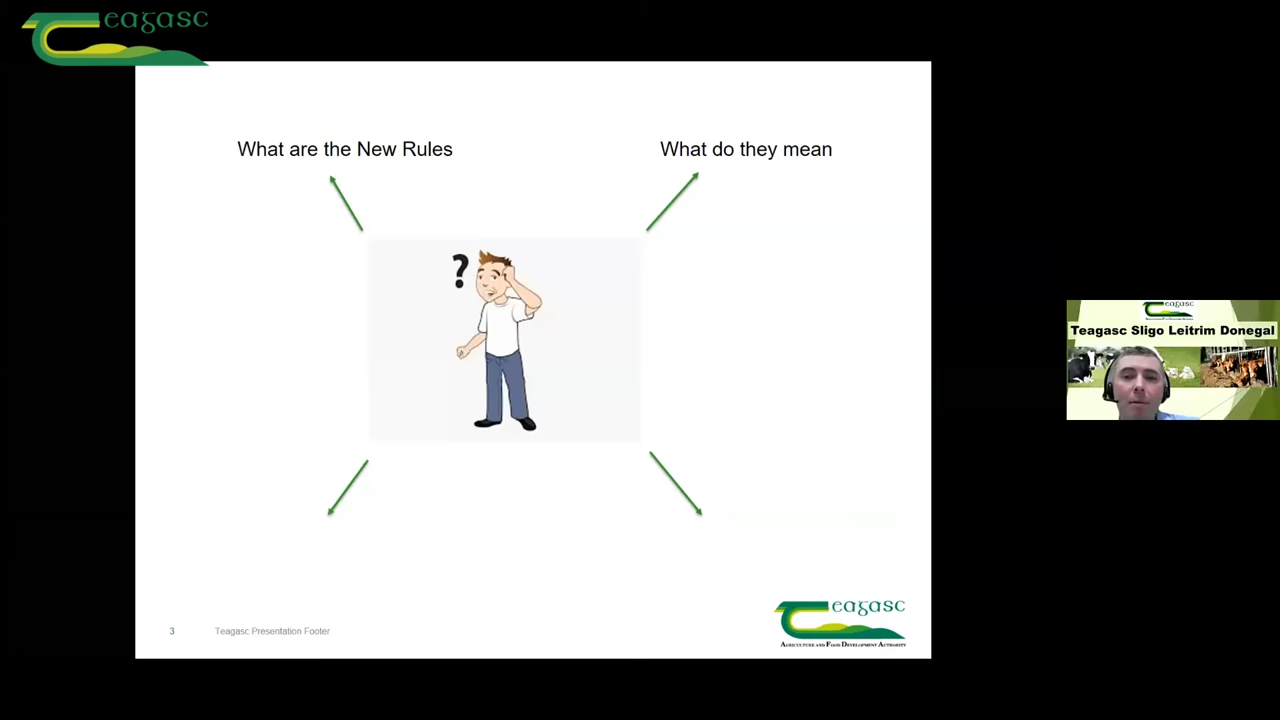 Teagasc
What are the New Rules
What do they mean
?
Teagasc
Teagasc Sligo Leitrim Donegal
3
Teagasc Presentation Footer
Teagasc
AGRICULTURE AND FOOD DEVELOPMENT AUTHORITY